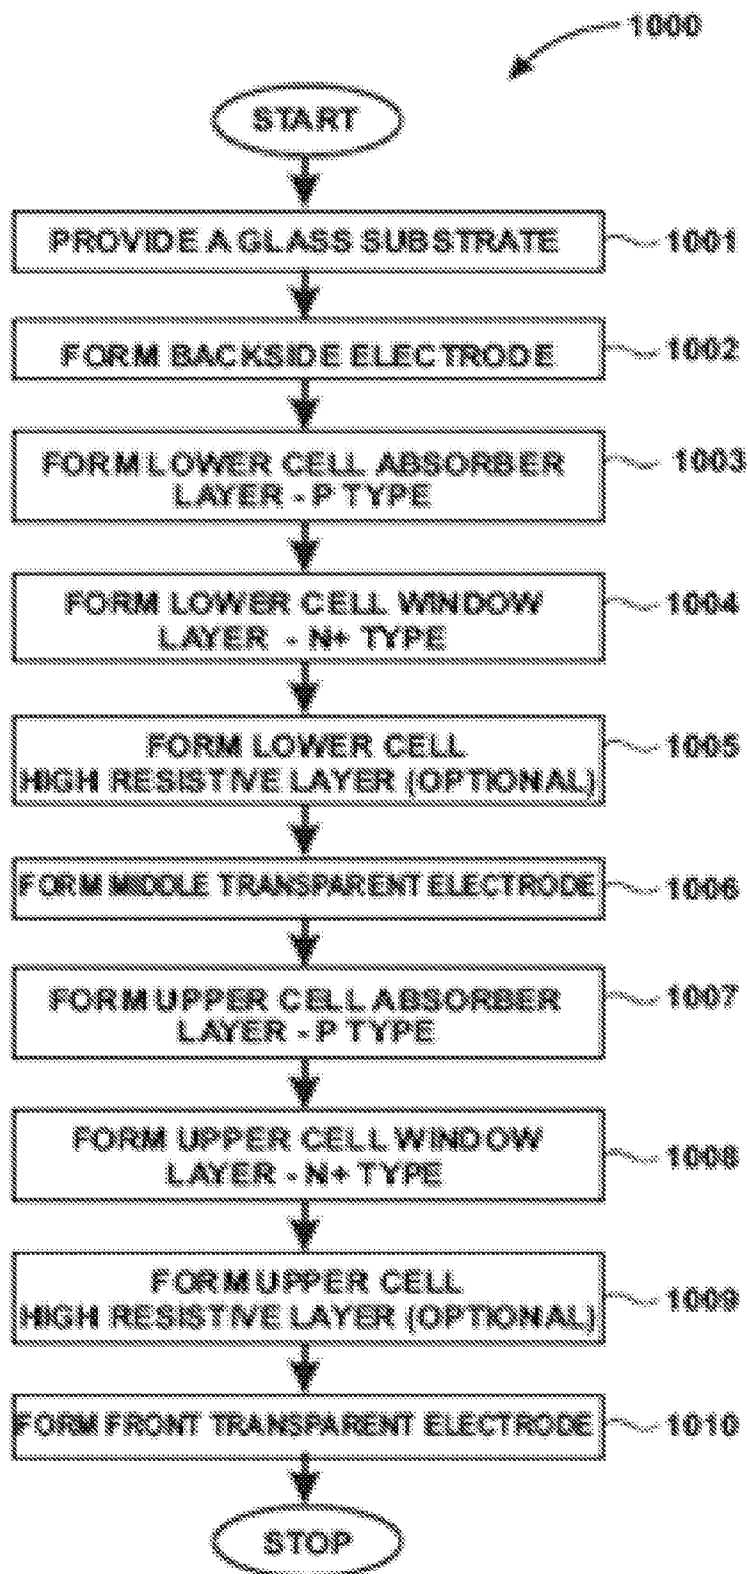 1000
START
PROVIDE A GLASS SUBSTRATE
1001
FORM BACKSIDE ELECTRODE
1002
FORM LOWER CELL ABSORBER
LAYER - P TYPE
1003
FORM LOWER CELL WINDOW
LAYER - N+ TYPE
1004
FORM LOWER CELL
HIGH RESISTIVE LAYER (OPTIONAL)
1005
FORM MIDDLE TRANSPARENT ELECTRODE
1006
FORM UPPER CELL ABSORBER
LAYER - P TYPE
1007
FORM UPPER CELL WINDOW
LAYER - N+ TYPE
1008
FORM UPPER CELL
HIGH RESISTIVE LAYER (OPTIONAL)
1009
FORM FRONT TRANSPARENT ELECTRODE
1010
STOP